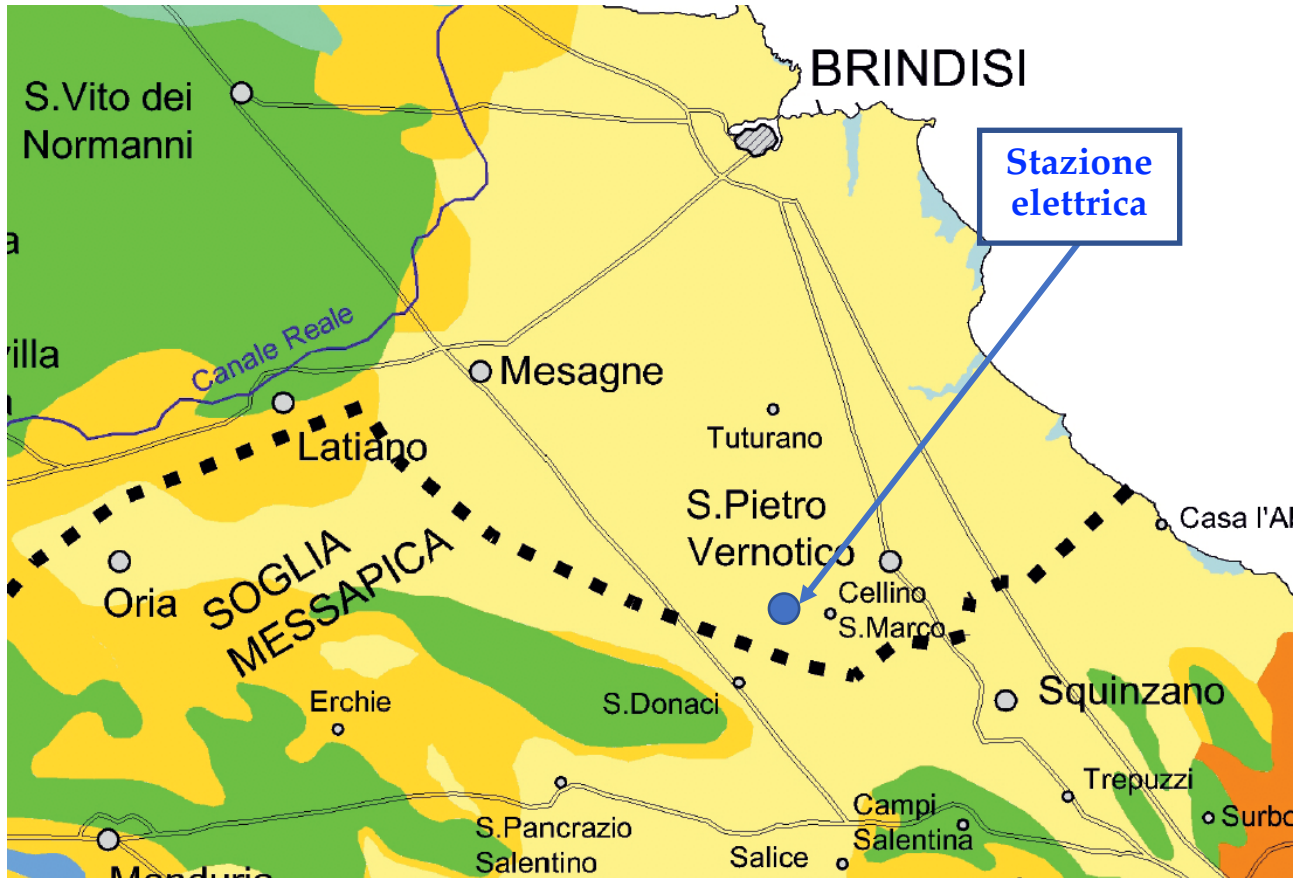 BRINDISI
S.Vito dei
Normanni
Stazione
elettrica
Canale Reale
Mesagne
Latiano
Tuturano
S.Pietro
Vernotico
Casa l'A
Oria
SOGLIA
MESSAPICA
Cellino
S.Marco
Erchie
S.Donaci
Squinzano
Trepuzzi
Campi
Salentina
Surbo
S.Pancrazio
Salentino
Salice
Manduria
villa
a